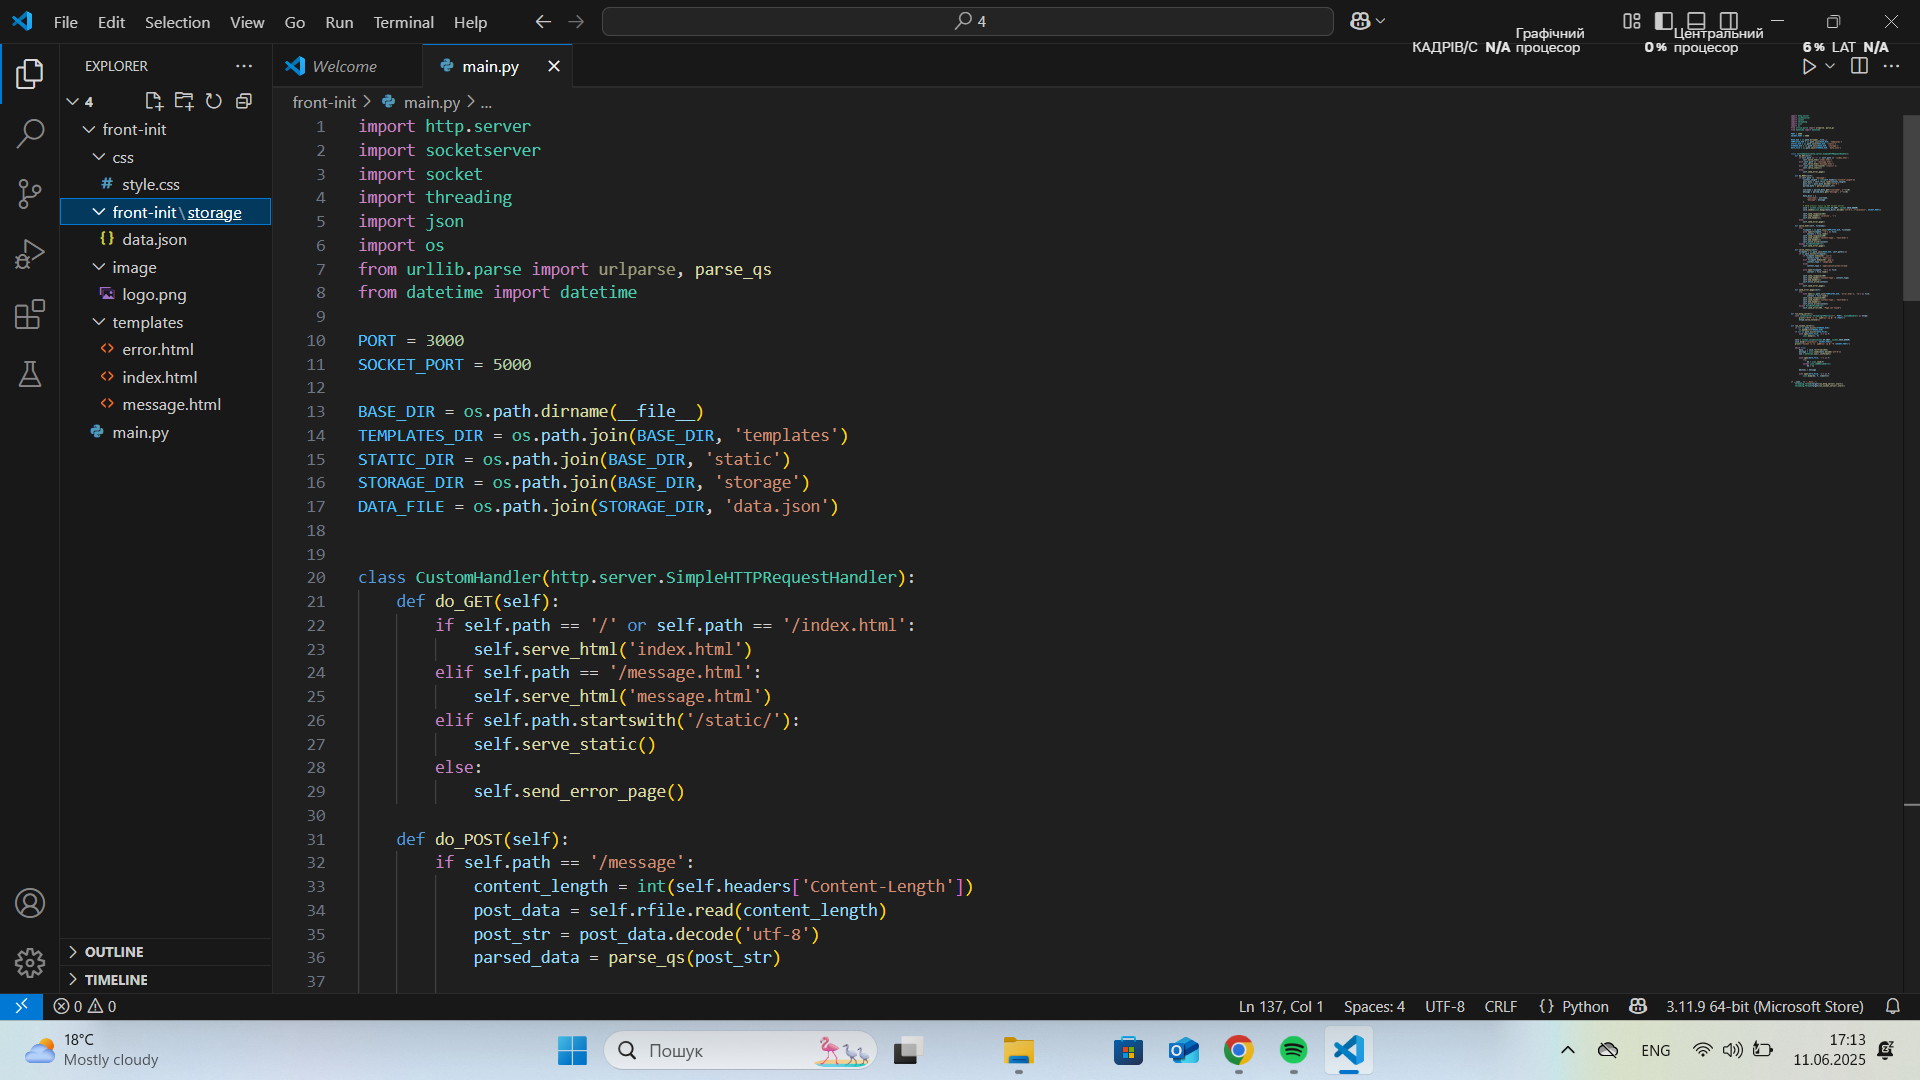 File Edit Selection View Go Run Terminal Help
4
КАДРІВ/С N/A Графічний процесор 0% Центральний процесор 6% LAT N/A
EXPLORER
Welcome
main.py
4
front-init > main.py > ...
front-init
css
style.css
front-init\storage
data.json
image
logo.png
templates
error.html
index.html
message.html
main.py
OUTLINE
TIMELINE
1 import http.server
2 import socketserver
3 import socket
4 import threading
5 import json
6 import os
7 from urllib.parse import urlparse, parse_qs
8 from datetime import datetime
9
10 PORT = 3000
11 SOCKET_PORT = 5000
12
13 BASE_DIR = os.path.dirname(__file__)
14 TEMPLATES_DIR = os.path.join(BASE_DIR, 'templates')
15 STATIC_DIR = os.path.join(BASE_DIR, 'static')
16 STORAGE_DIR = os.path.join(BASE_DIR, 'storage')
17 DATA_FILE = os.path.join(STORAGE_DIR, 'data.json')
18
19
20 class CustomHandler(http.server.SimpleHTTPRequestHandler):
21     def do_GET(self):
22         if self.path == '/' or self.path == '/index.html':
23             self.serve_html('index.html')
24         elif self.path == '/message.html':
25             self.serve_html('message.html')
26         elif self.path.startswith('/static/'):
27             self.serve_static()
28         else:
29             self.send_error_page()
30
31     def do_POST(self):
32         if self.path == '/message':
33             content_length = int(self.headers['Content-Length'])
34             post_data = self.rfile.read(content_length)
35             post_str = post_data.decode('utf-8')
36             parsed_data = parse_qs(post_str)
37
0 0
Ln 137, Col 1 Spaces: 4 UTF-8 CRLF {} Python 3.11.9 64-bit (Microsoft Store)
18°C
Mostly cloudy
Пошук
ENG
17:13
11.06.2025